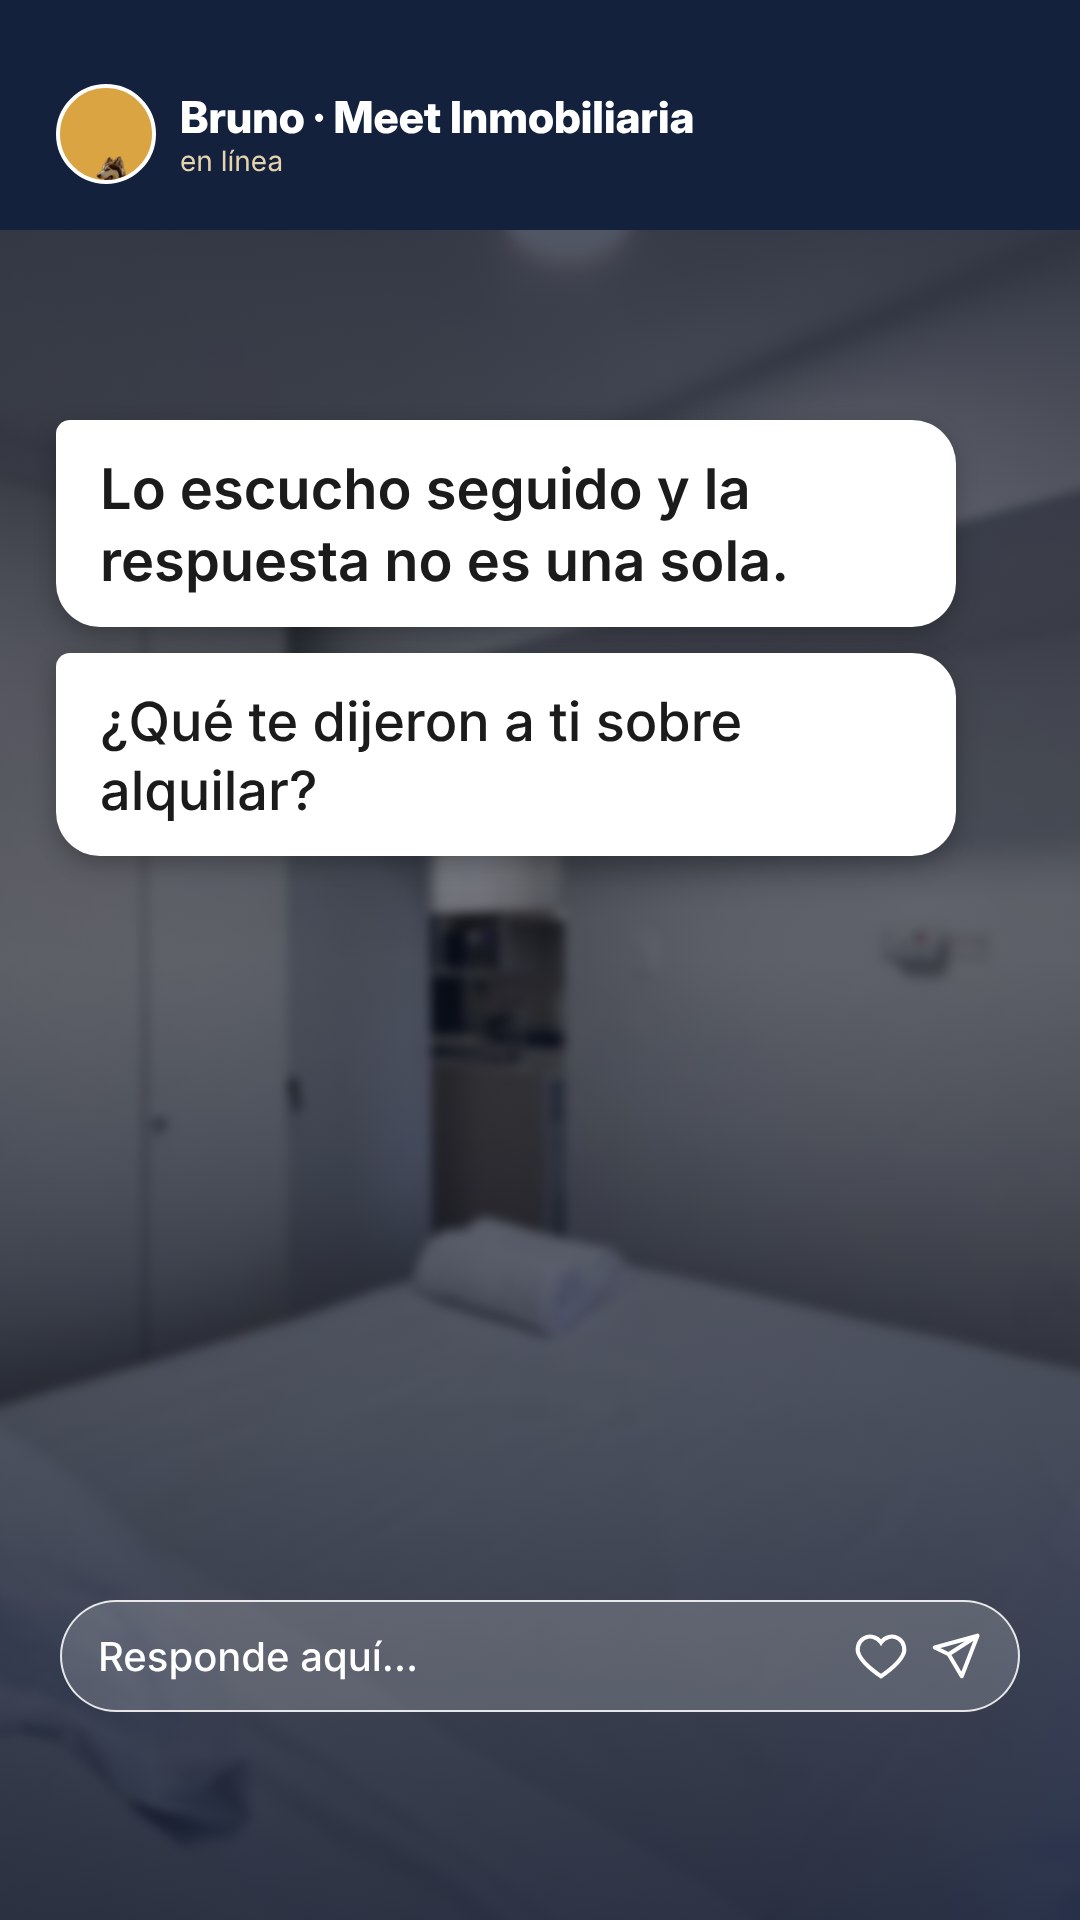 Bruno · Meet Inmobiliaria
en línea
Lo escucho seguido y la
respuesta no es una sola.
¿Qué te dijeron a ti sobre
alquilar?
Responde aquí...